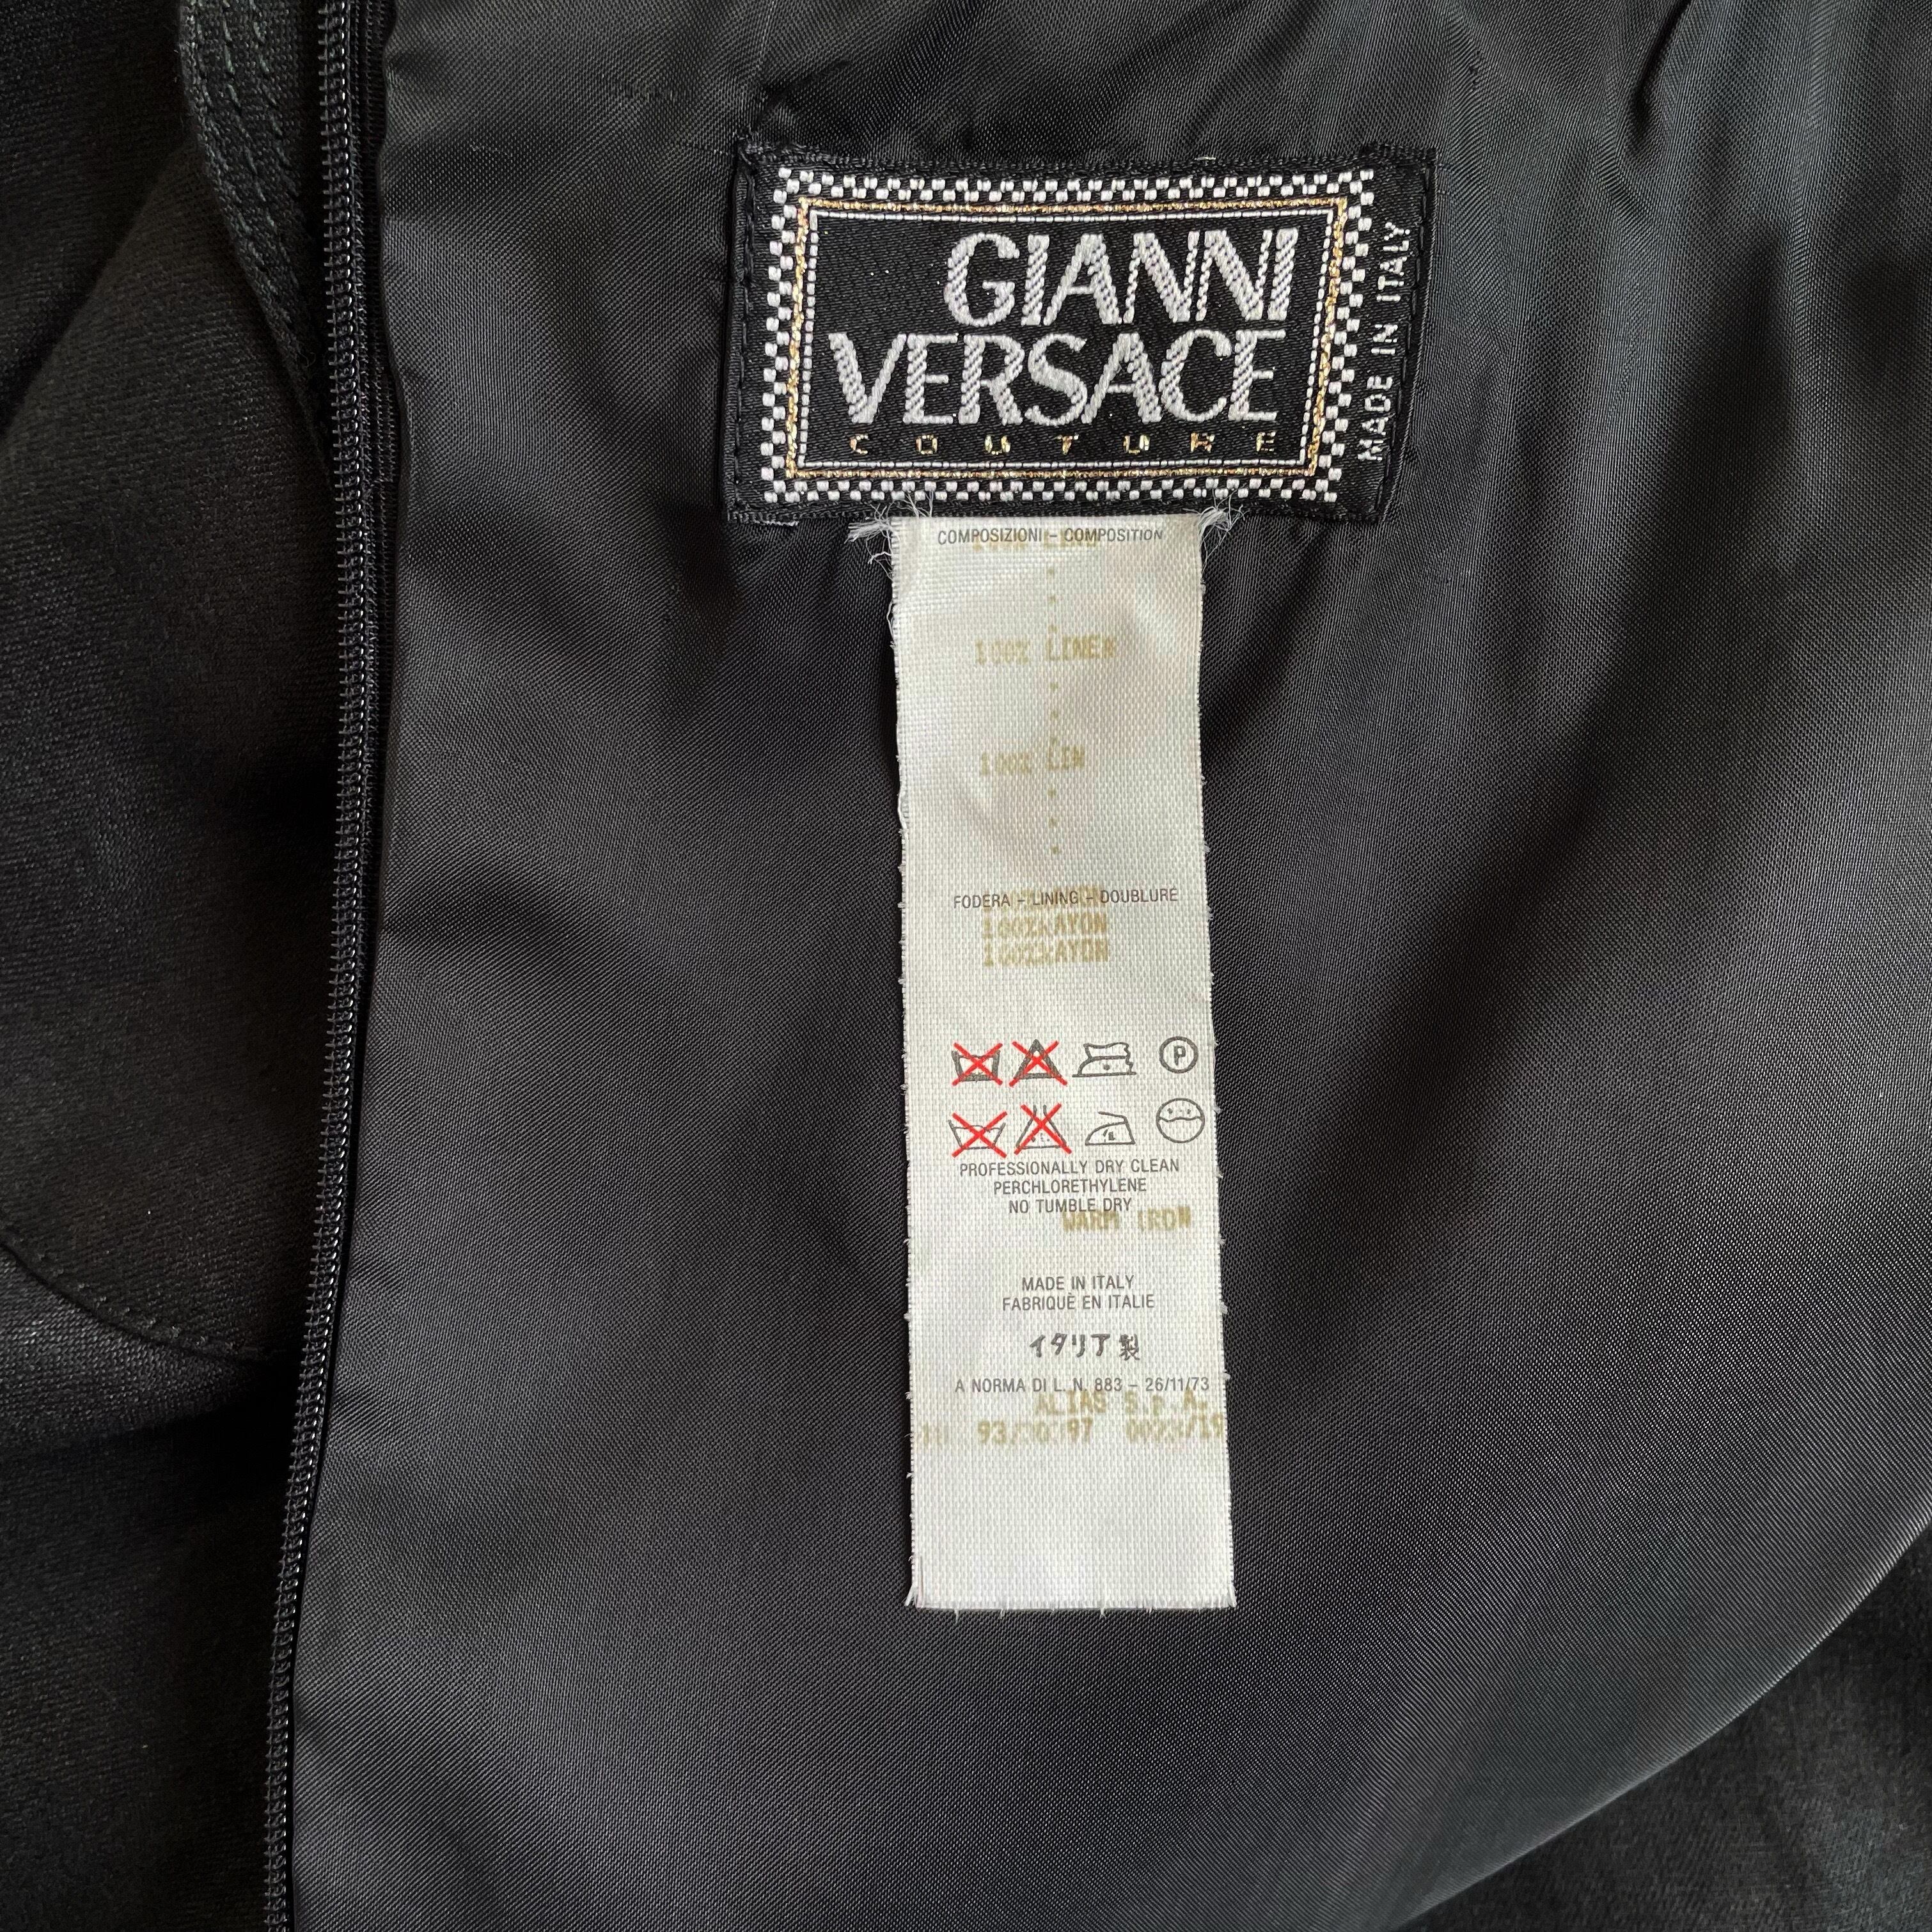 GIANNI
VERSACE
COUTURE
MADE IN ITALY
COMPOSIZIONI - COMPOSITION
100% LINEN
100% LIN
FODERA - LINING - DOUBLURE
100%RAYON
100%RAYON
P
PROFESSIONALLY DRY CLEAN
PERCHLORETHYLENE
NO TUMBLE DRY
WARM IRON
MADE IN ITALY
FABRIQUÈ EN ITALIE
イタリア製
A NORMA DI L. N. 883 - 26/11/73
ALIAS S.p.A.